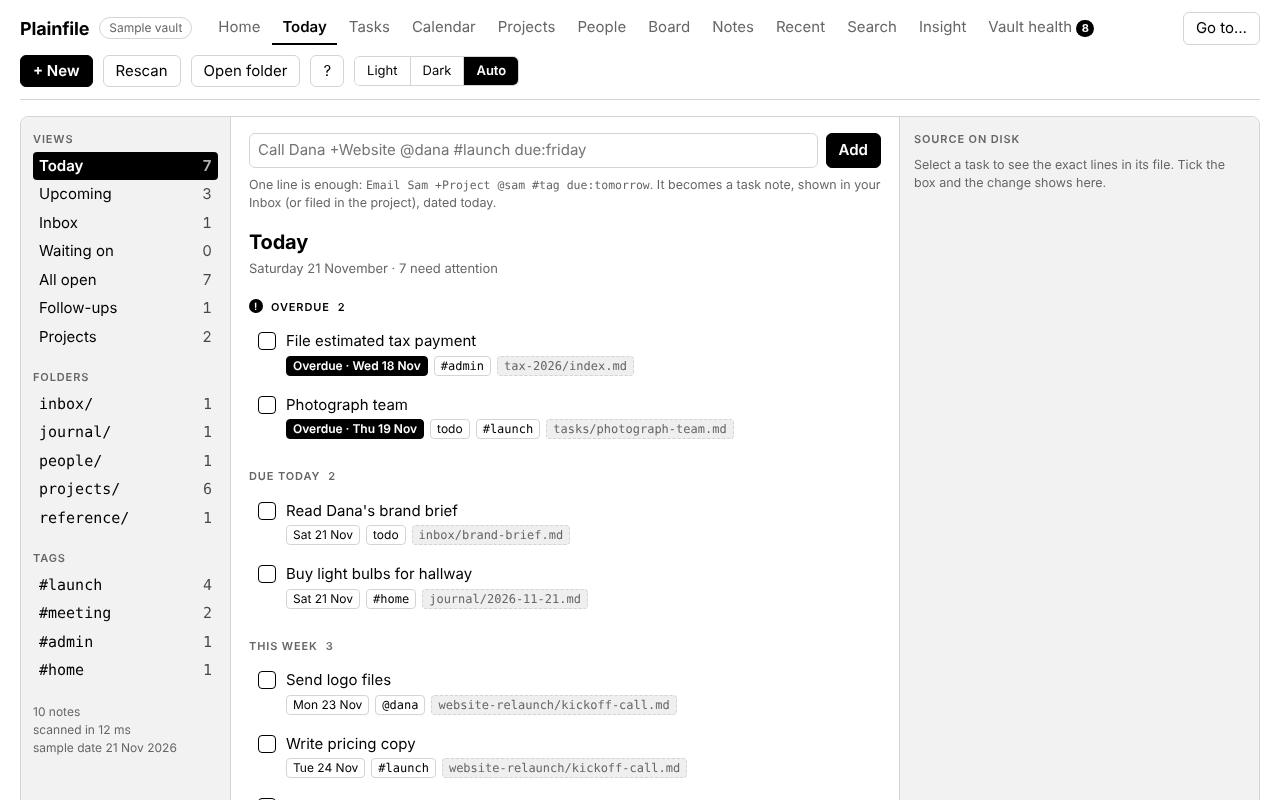 Plainfile Sample vault Home Today Tasks Calendar Projects People Board Notes Recent Search Insight Vault health 8 Go to...
+ New Rescan Open folder ? Light Dark Auto
VIEWS
Today 7
Upcoming 3
Inbox 1
Waiting on 0
All open 7
Follow-ups 1
Projects 2
FOLDERS
inbox/ 1
journal/ 1
people/ 1
projects/ 6
reference/ 1
TAGS
#launch 4
#meeting 2
#admin 1
#home 1
10 notes
scanned in 12 ms
sample date 21 Nov 2026
Call Dana +Website @dana #launch due:friday Add
One line is enough: Email Sam +Project @sam #tag due:tomorrow. It becomes a task note, shown in your
Inbox (or filed in the project), dated today.
Today
Saturday 21 November · 7 need attention
! OVERDUE 2
File estimated tax payment
Overdue · Wed 18 Nov #admin tax-2026/index.md
Photograph team
Overdue · Thu 19 Nov todo #launch tasks/photograph-team.md
DUE TODAY 2
Read Dana's brand brief
Sat 21 Nov todo inbox/brand-brief.md
Buy light bulbs for hallway
Sat 21 Nov #home journal/2026-11-21.md
THIS WEEK 3
Send logo files
Mon 23 Nov @dana website-relaunch/kickoff-call.md
Write pricing copy
Tue 24 Nov #launch website-relaunch/kickoff-call.md
SOURCE ON DISK
Select a task to see the exact lines in its file. Tick the
box and the change shows here.